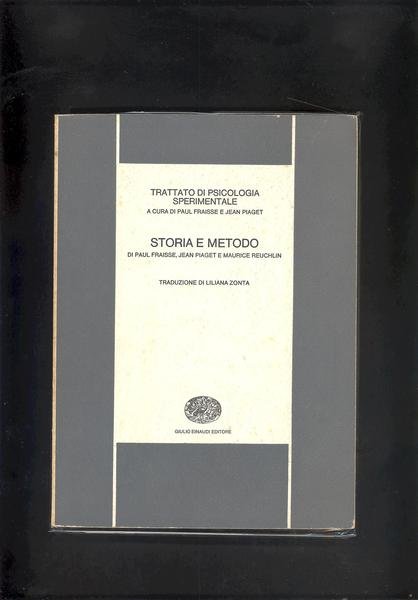 TRATTATO DI PSICOLOGIA
SPERIMENTALE
A CURA DI PAUL FRAISSE E JEAN PIAGET
STORIA E METODO
DI PAUL FRAISSE, JEAN PIAGET E MAURICE REUCHLIN
TRADUZIONE DI LILIANA ZONTA
GIULIO EINAUDI EDITORE